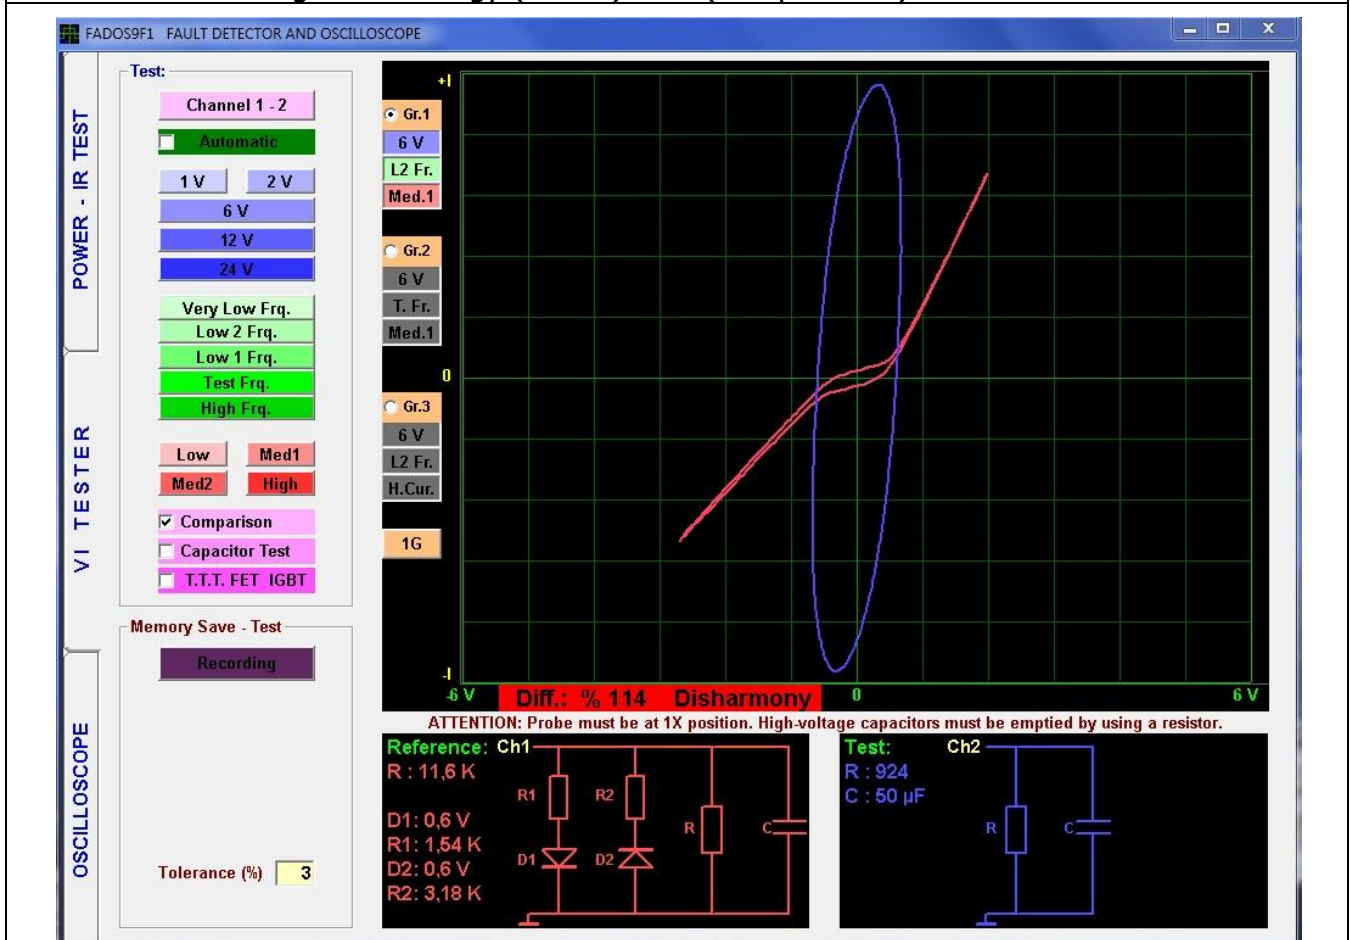 FADOS9F1 FAULT DETECTOR AND OSCILLOSCOPE
POWER - IR TEST
VI TESTER
OSCILLOSCOPE
Test:
Channel 1 - 2
Automatic
1 V 2 V
6 V
12 V
24 V
Very Low Frq.
Low 2 Frq.
Low 1 Frq.
Test Frq.
High Frq.
Low Med1
Med2 High
Comparison
Capacitor Test
T.T.T. FET IGBT
Memory Save - Test
Recording
Tolerance (%) 3
Gr.1
6 V
L2 Fr.
Med.1
Gr.2
6 V
T. Fr.
Med.1
Gr.3
6 V
L2 Fr.
H.Cur.
1G
+I
0
-I
-6 V Diff.: % 114 Disharmony 0 6 V
ATTENTION: Probe must be at 1X position. High-voltage capacitors must be emptied by using a resistor.
Reference: Ch1
R : 11,6 K
D1: 0,6 V
R1: 1,54 K
D2: 0,6 V
R2: 3,18 K
R1 R2 R C
D1 D2
Test: Ch2
R : 924
C : 50 µF
R C